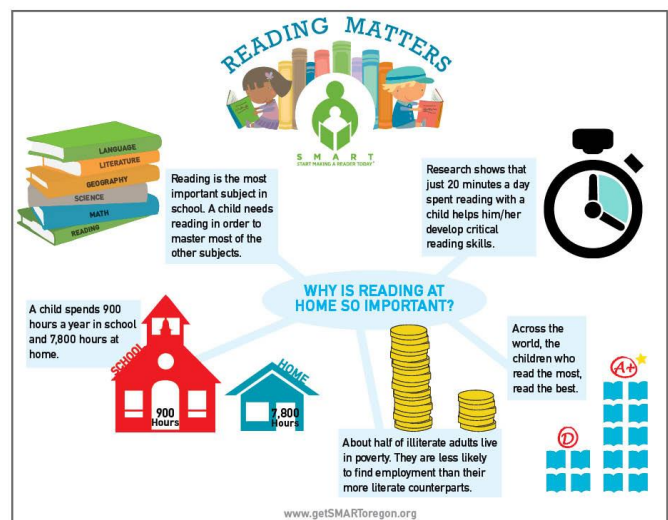 READING MATTERS
SMART
START MAKING A READER TODAY
LANGUAGE
LITERATURE
GEOGRAPHY
SCIENCE
MATH
READING
Reading is the most
important subject in
school. A child needs
reading in order to
master most of the
other subjects.
Research shows that
just 20 minutes a day
spent reading with a
child helps him/her
develop critical
reading skills.
WHY IS READING AT
HOME SO IMPORTANT?
A child spends 900
hours a year in school
and 7,800 hours at
home.
SCHOOL
900
Hours
HOME
7,800
Hours
Across the
world, the
children who
read the most,
read the best.
A+
D
About half of illiterate adults live
in poverty. They are less likely
to find employment than their
more literate counterparts.
www.getSMARToregon.org